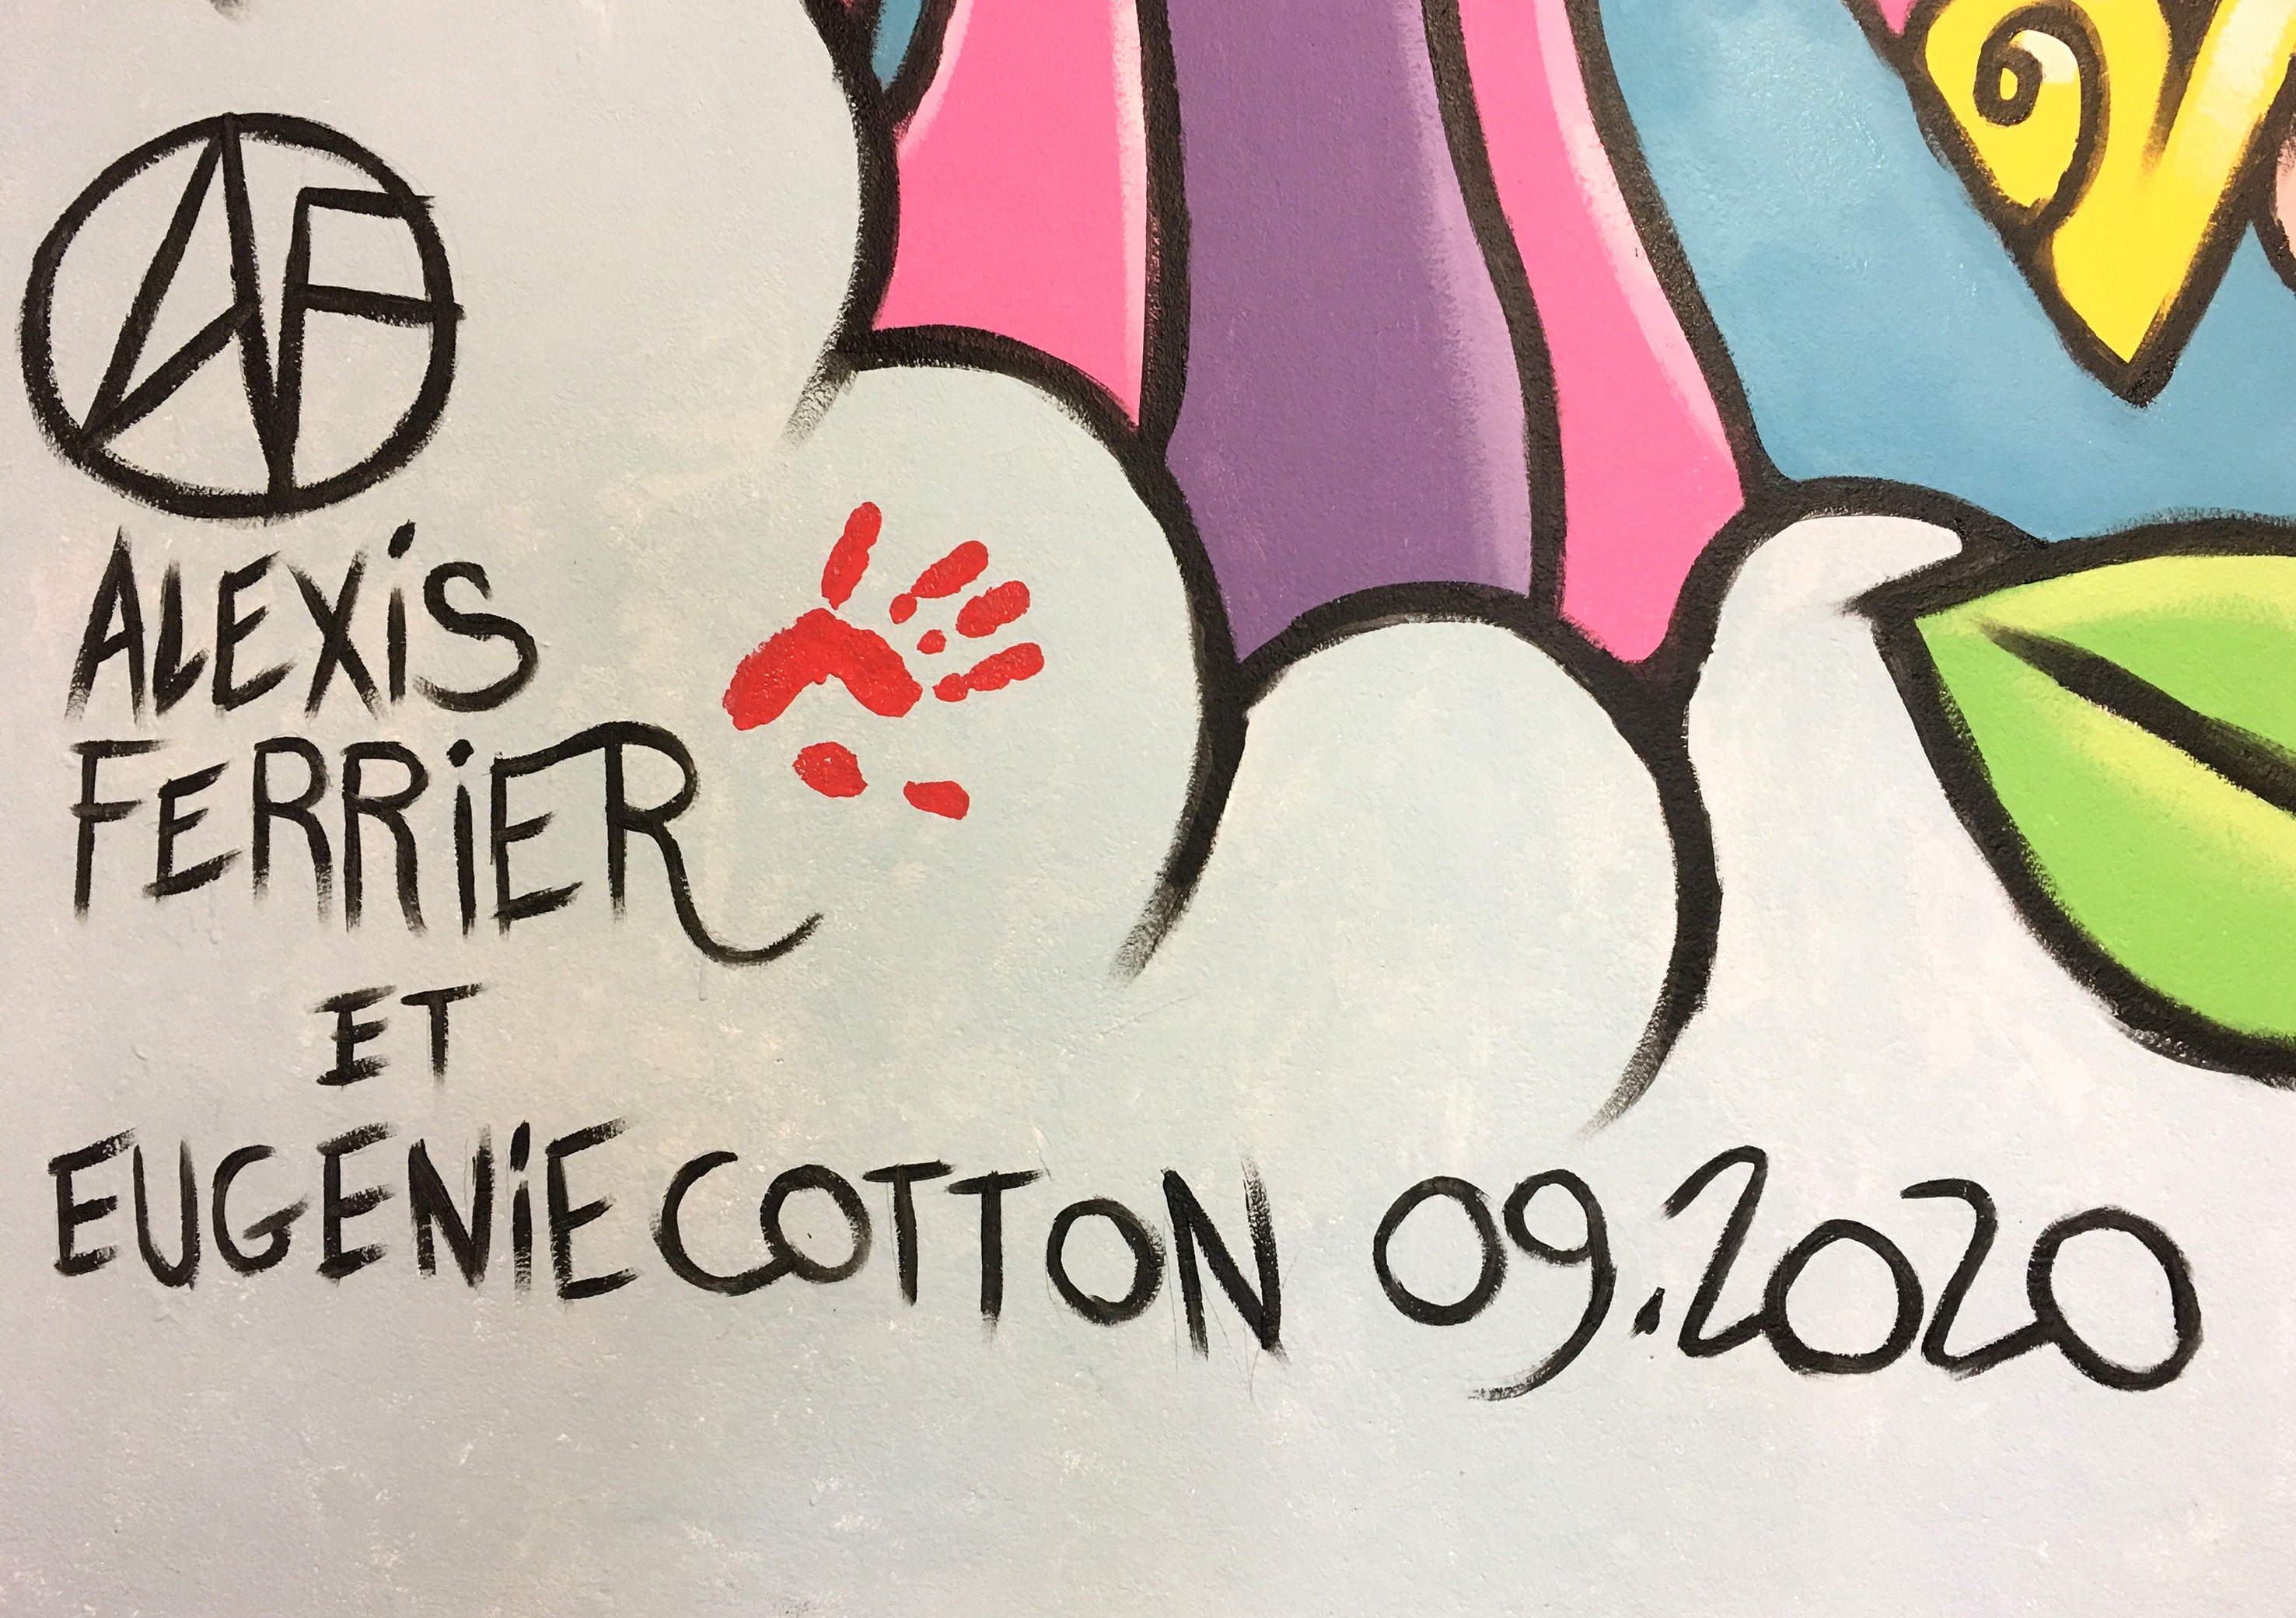 AF
ALEXiS
FERRiER
ET
EUGENiE COTTON 09.2020